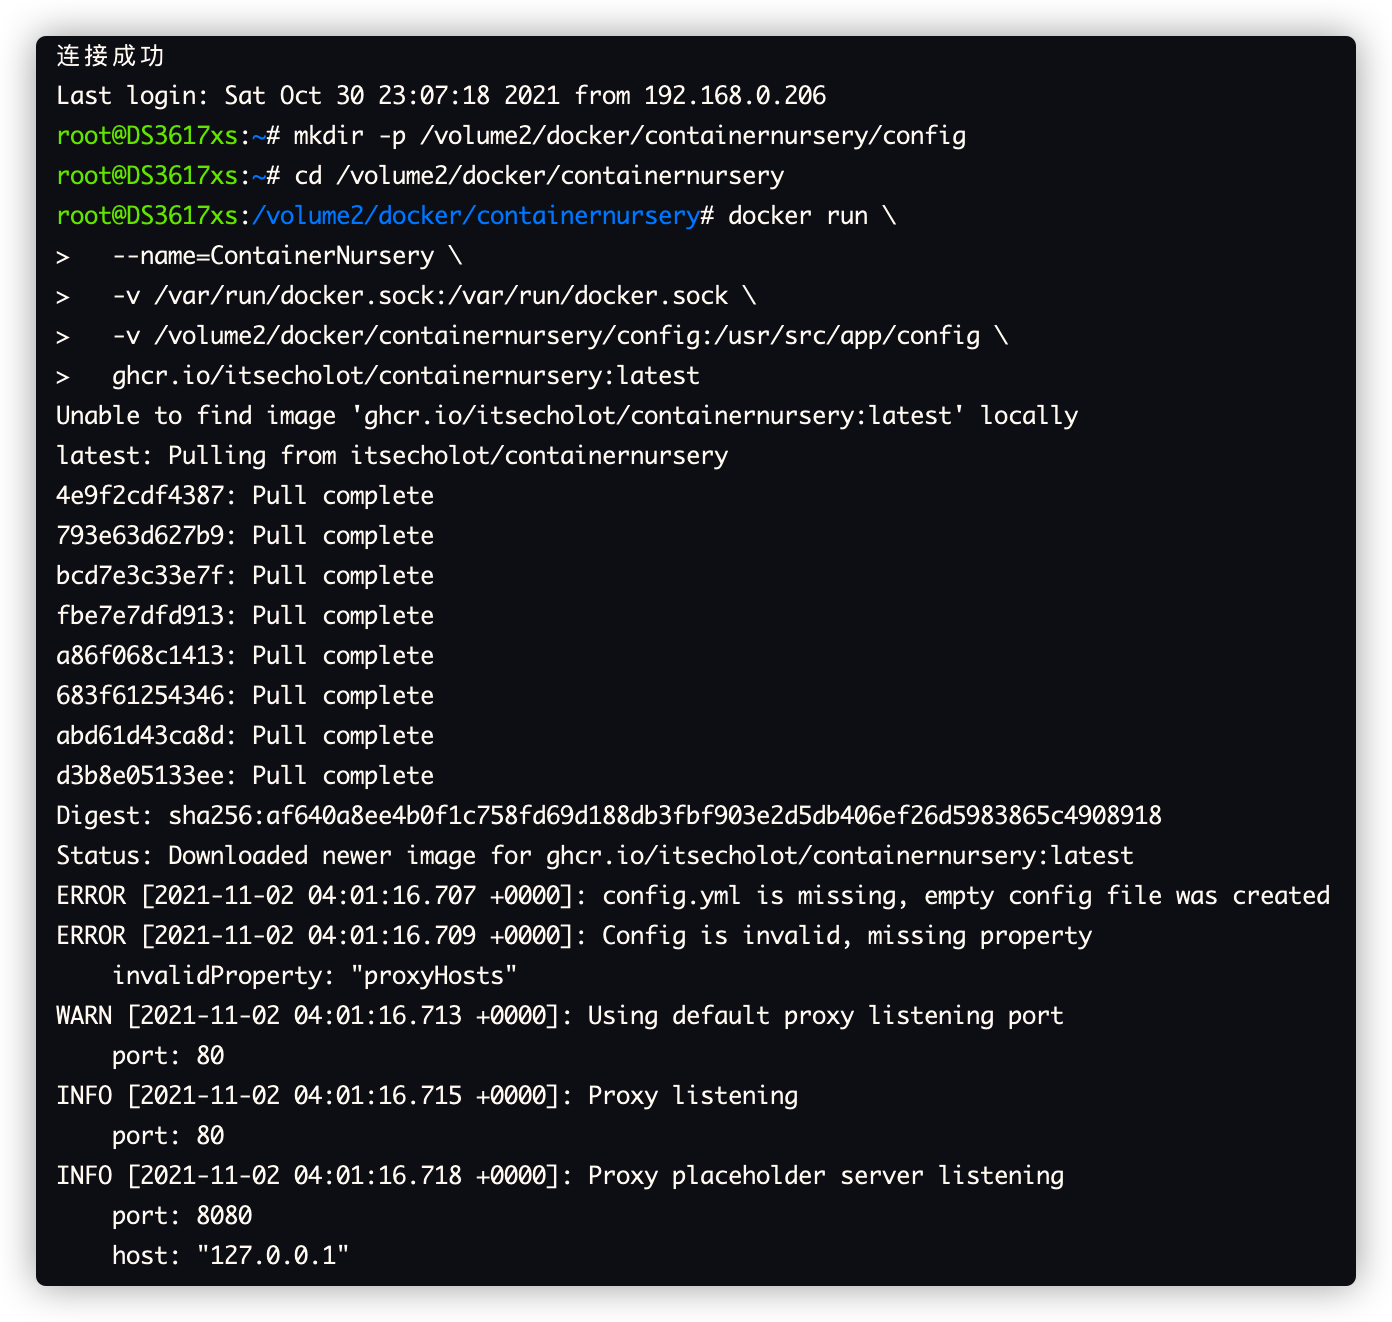 连接成功
Last login: Sat Oct 30 23:07:18 2021 from 192.168.0.206
root@DS3617xs:~# mkdir -p /volume2/docker/containernursery/config
root@DS3617xs:~# cd /volume2/docker/containernursery
root@DS3617xs:/volume2/docker/containernursery# docker run \
>   --name=ContainerNursery \
>   -v /var/run/docker.sock:/var/run/docker.sock \
>   -v /volume2/docker/containernursery/config:/usr/src/app/config \
>   ghcr.io/itsecholot/containernursery:latest
Unable to find image 'ghcr.io/itsecholot/containernursery:latest' locally
latest: Pulling from itsecholot/containernursery
4e9f2cdf4387: Pull complete
793e63d627b9: Pull complete
bcd7e3c33e7f: Pull complete
fbe7e7dfd913: Pull complete
a86f068c1413: Pull complete
683f61254346: Pull complete
abd61d43ca8d: Pull complete
d3b8e05133ee: Pull complete
Digest: sha256:af640a8ee4b0f1c758fd69d188db3fbf903e2d5db406ef26d5983865c4908918
Status: Downloaded newer image for ghcr.io/itsecholot/containernursery:latest
ERROR [2021-11-02 04:01:16.707 +0000]: config.yml is missing, empty config file was created
ERROR [2021-11-02 04:01:16.709 +0000]: Config is invalid, missing property
    invalidProperty: "proxyHosts"
WARN [2021-11-02 04:01:16.713 +0000]: Using default proxy listening port
    port: 80
INFO [2021-11-02 04:01:16.715 +0000]: Proxy listening
    port: 80
INFO [2021-11-02 04:01:16.718 +0000]: Proxy placeholder server listening
    port: 8080
    host: "127.0.0.1"